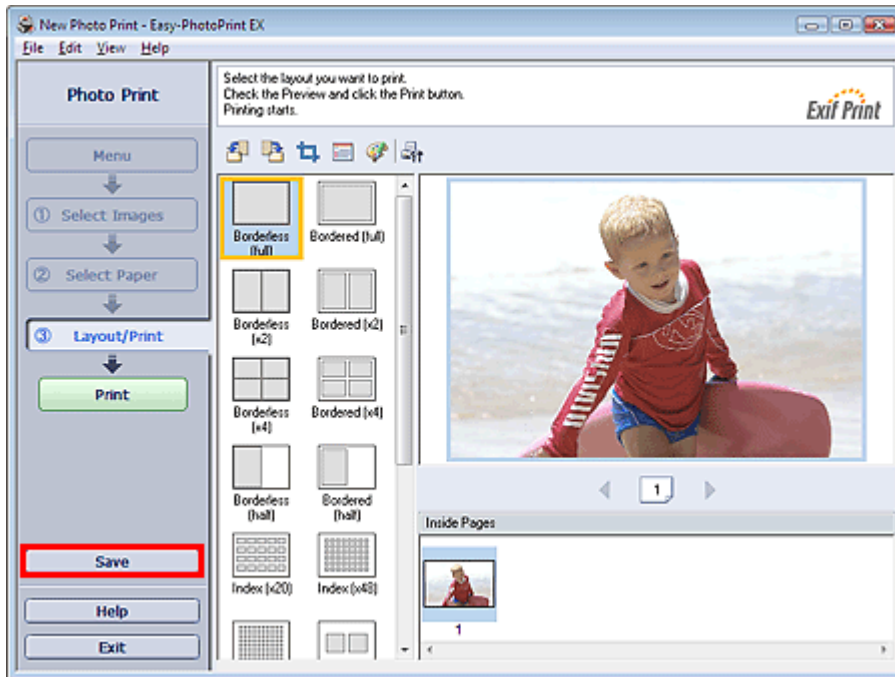 New Photo Print - Easy-PhotoPrint EX
File Edit View Help
Photo Print
Menu
① Select Images
② Select Paper
③ Layout/Print
Print
Save
Help
Exit
Select the layout you want to print.
Check the Preview and click the Print button.
Printing starts.
Exif Print
Borderless
(full)
Bordered (full)
Borderless
(x2)
Bordered (x2)
Borderless
(x4)
Bordered (x4)
Borderless
(half)
Bordered
(half)
Index (x20)
Index (x48)
1
Inside Pages
1